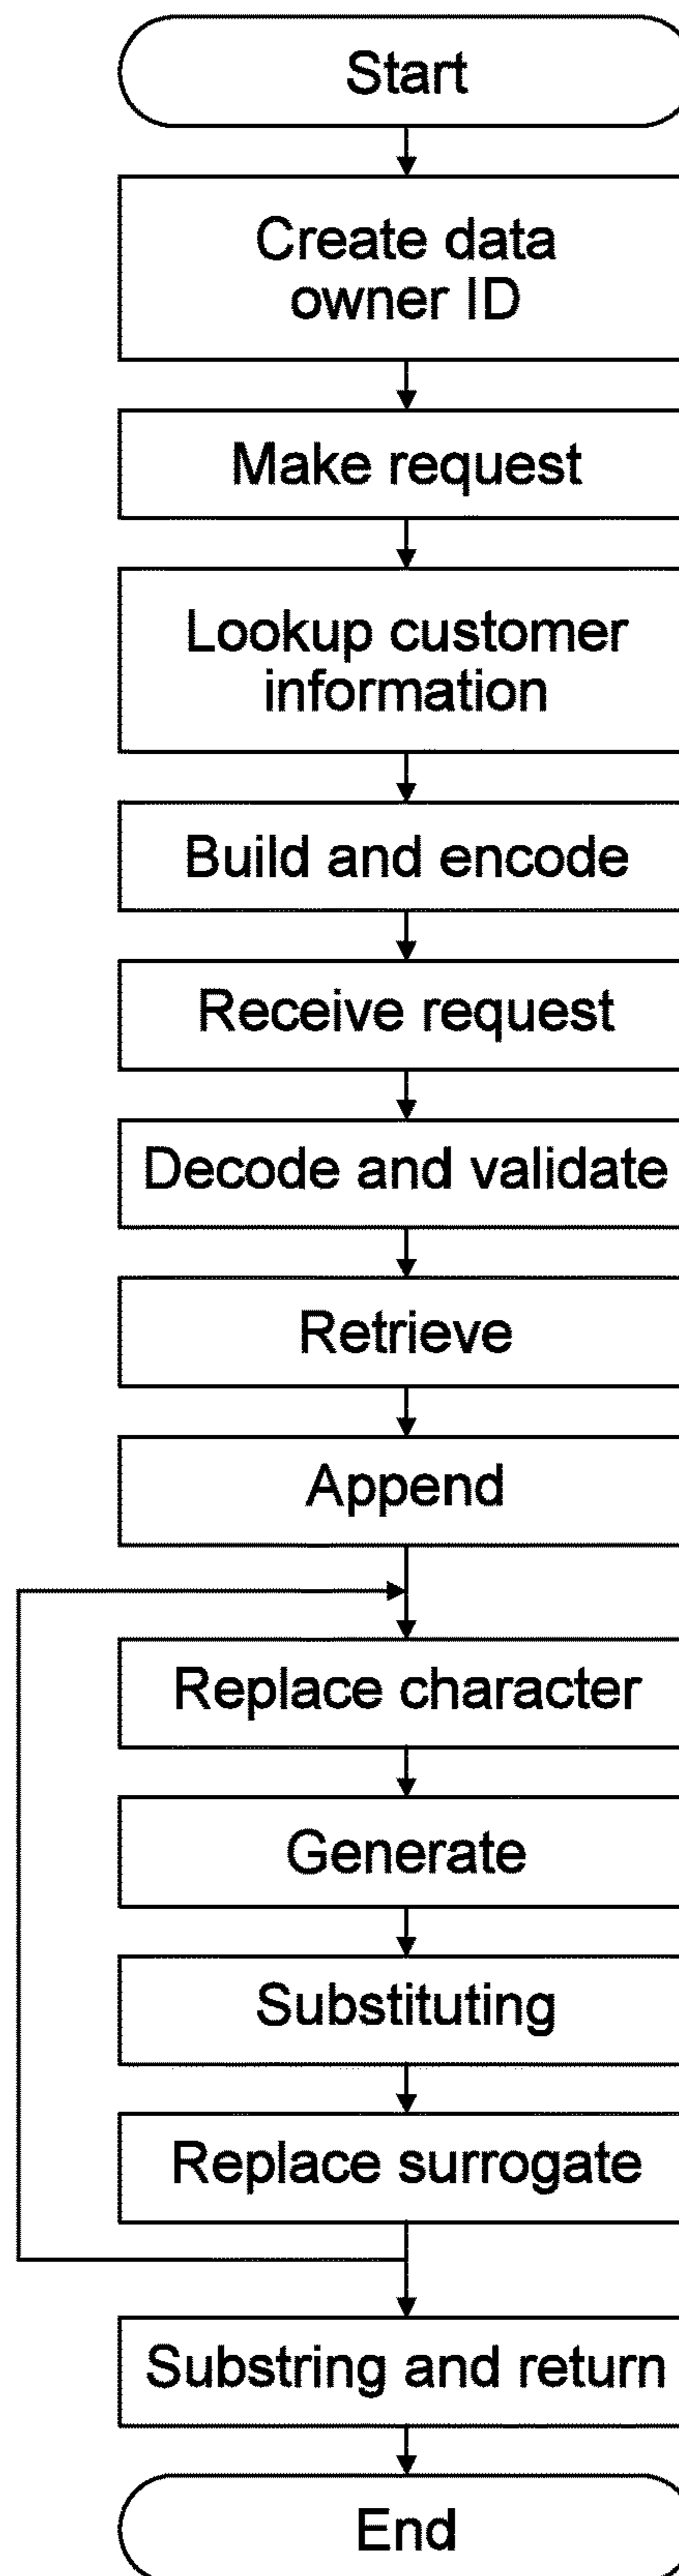 Start
Create data
owner ID
Make request
Lookup customer
information
Build and encode
Receive request
Decode and validate
Retrieve
Append
Replace character
Generate
Substituting
Replace surrogate
Substring and return
End